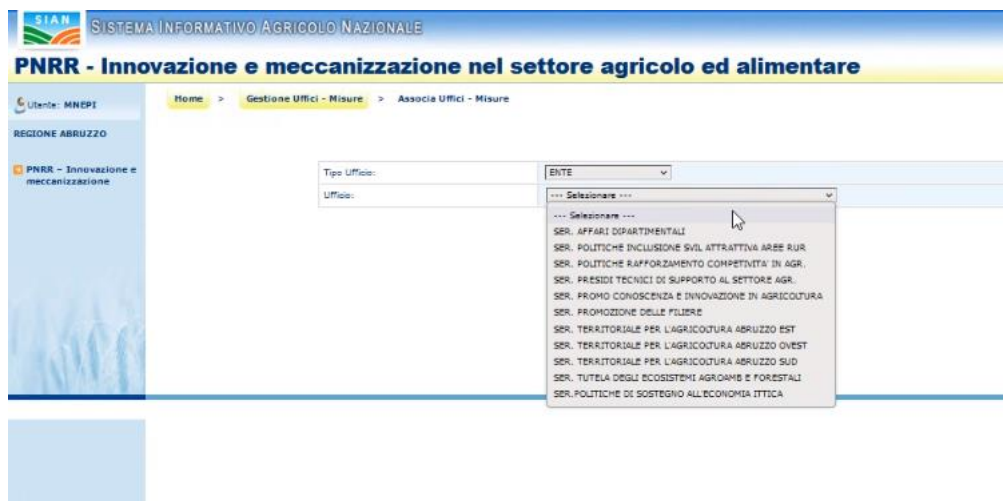 SIAN
SISTEMA INFORMATIVO AGRICOLO NAZIONALE
PNRR - Innovazione e meccanizzazione nel settore agricolo ed alimentare
Utente: MNEPI
Home > Gestione Uffici - Misure > Associa Uffici - Misure
REGIONE ABRUZZO
PNRR - Innovazione e
meccanizzazione
Tipo Ufficio: ENTE
Ufficio: --- Selezionare ---
--- Selezionare ---
SER. AFFARI DIPARTIMENTALI
SER. POLITICHE INCLUSIONE SVIL ATTRATTIVA AREE RUR
SER. POLITICHE RAFFORZAMENTO COMPETIVITA' IN AGR.
SER. PRESIDI TECNICI DI SUPPORTO AL SETTORE AGR.
SER. PROMO CONOSCENZA E INNOVAZIONE IN AGRICOLTURA
SER. PROMOZIONE DELLE FILIERE
SER. TERRITORIALE PER L'AGRICOLTURA ABRUZZO EST
SER. TERRITORIALE PER L'AGRICOLTURA ABRUZZO OVEST
SER. TERRITORIALE PER L'AGRICOLTURA ABRUZZO SUD
SER. TUTELA DEGLI ECOSISTEMI AGROAMB E FORESTALI
SER.POLITICHE DI SOSTEGNO ALL'ECONOMIA ITTICA